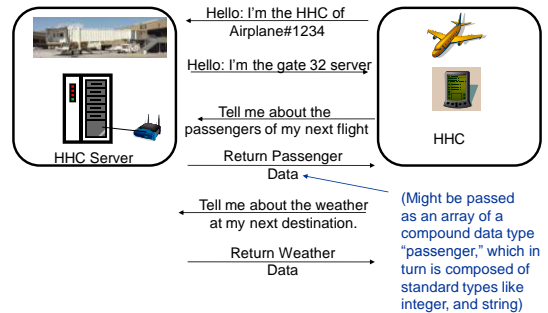 Hello: I'm the HHC of
Airplane#1234
Hello: I'm the gate 32 server
Tell me about the
passengers of my next flight
HHC
HHC Server
Return Passenger
Data
Tell me about the weather
at my next destination.
Return Weather
Data
(Might be passed
as an array of a
compound data type
"passenger," which in
turn is composed of
standard types like
integer, and string)